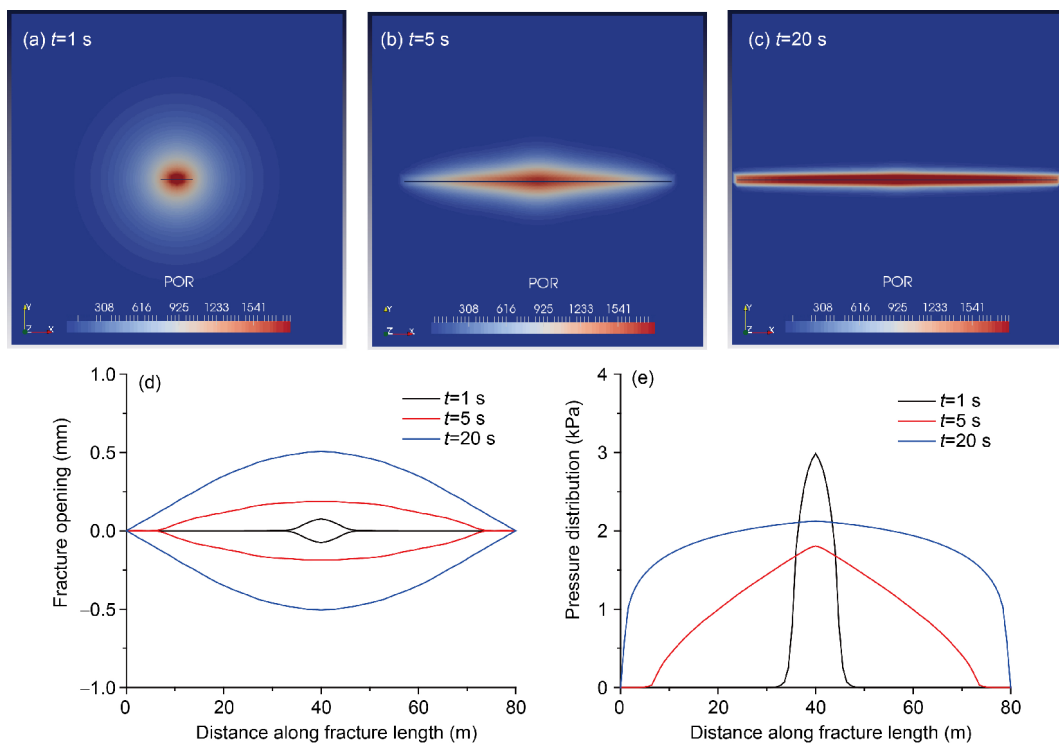 (a) t=1 s
POR
308 616 925 1233 1541
Y
Z X
(b) t=5 s
POR
308 616 925 1233 1541
Y
Z X
(c) t=20 s
POR
308 616 925 1233 1541
Y
Z X
(d)
t=1 s
t=5 s
t=20 s
Fracture opening (mm)
1.0
0.5
0.0
−0.5
−1.0
0 20 40 60 80
Distance along fracture length (m)
(e)
t=1 s
t=5 s
t=20 s
Pressure distribution (kPa)
4
3
2
1
0
0 20 40 60 80
Distance along fracture length (m)